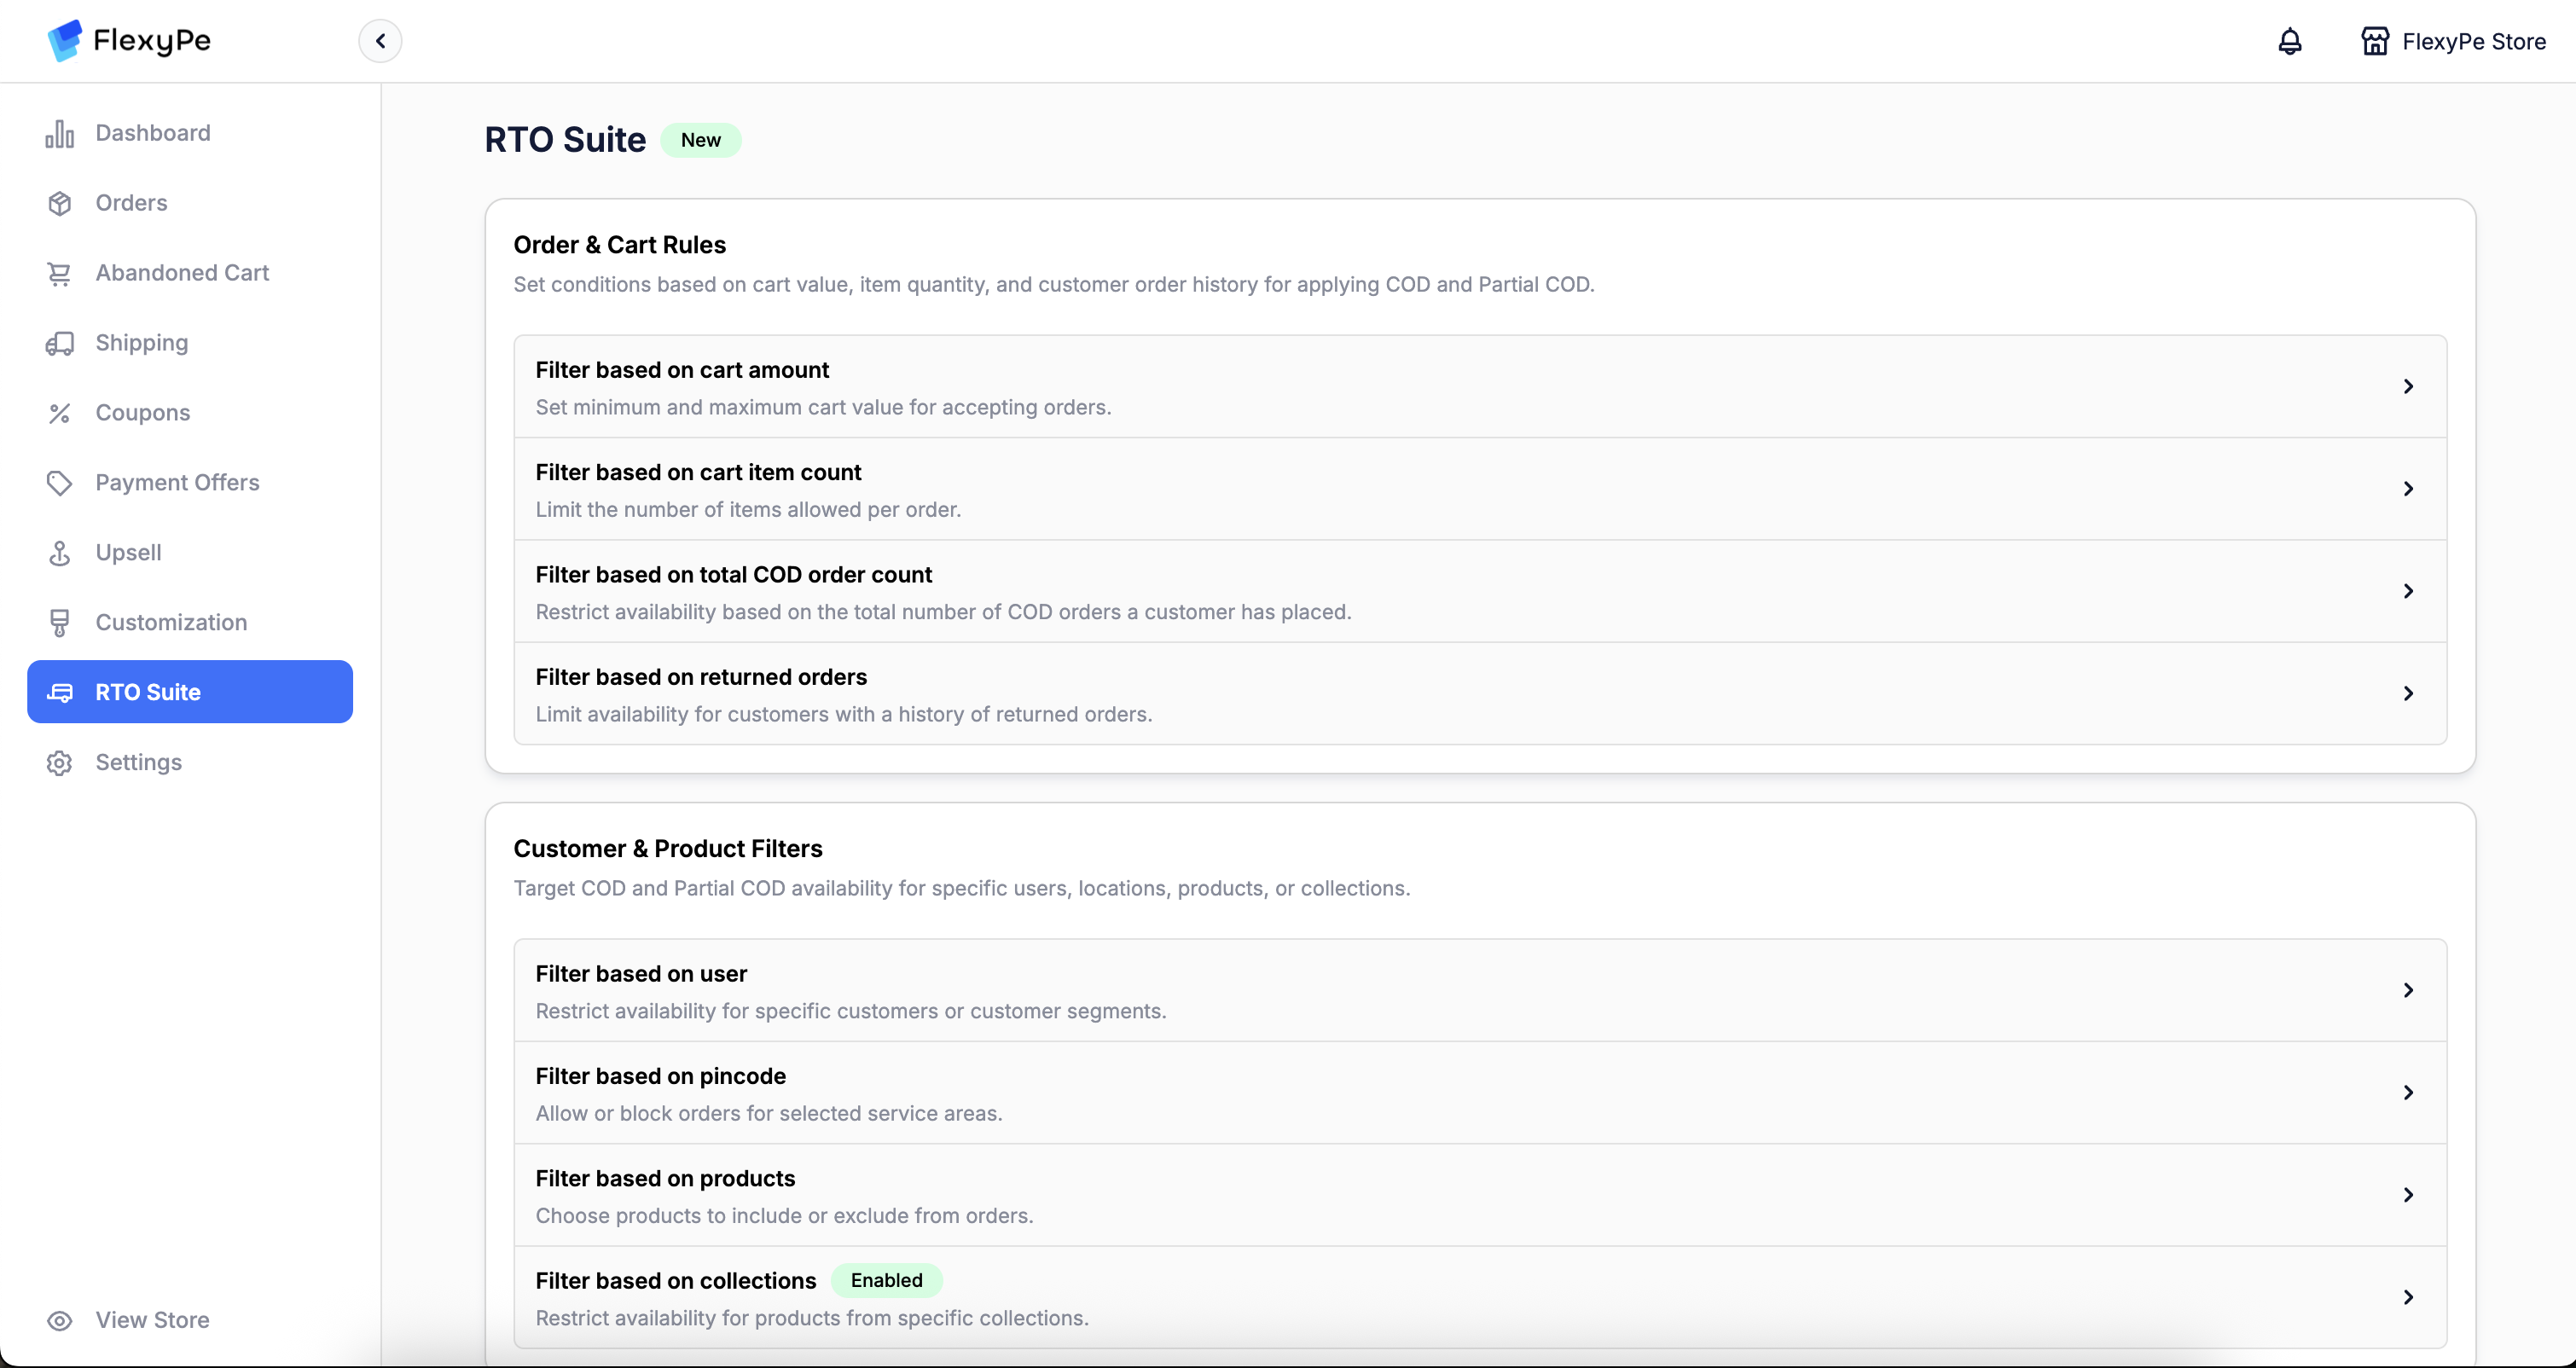 FlexyPe
FlexyPe Store
Dashboard
Orders
Abandoned Cart
Shipping
Coupons
Payment Offers
Upsell
Customization
RTO Suite
Settings
View Store
RTO Suite New
Order & Cart Rules
Set conditions based on cart value, item quantity, and customer order history for applying COD and Partial COD.
Filter based on cart amount
Set minimum and maximum cart value for accepting orders.
Filter based on cart item count
Limit the number of items allowed per order.
Filter based on total COD order count
Restrict availability based on the total number of COD orders a customer has placed.
Filter based on returned orders
Limit availability for customers with a history of returned orders.
Customer & Product Filters
Target COD and Partial COD availability for specific users, locations, products, or collections.
Filter based on user
Restrict availability for specific customers or customer segments.
Filter based on pincode
Allow or block orders for selected service areas.
Filter based on products
Choose products to include or exclude from orders.
Filter based on collections Enabled
Restrict availability for products from specific collections.